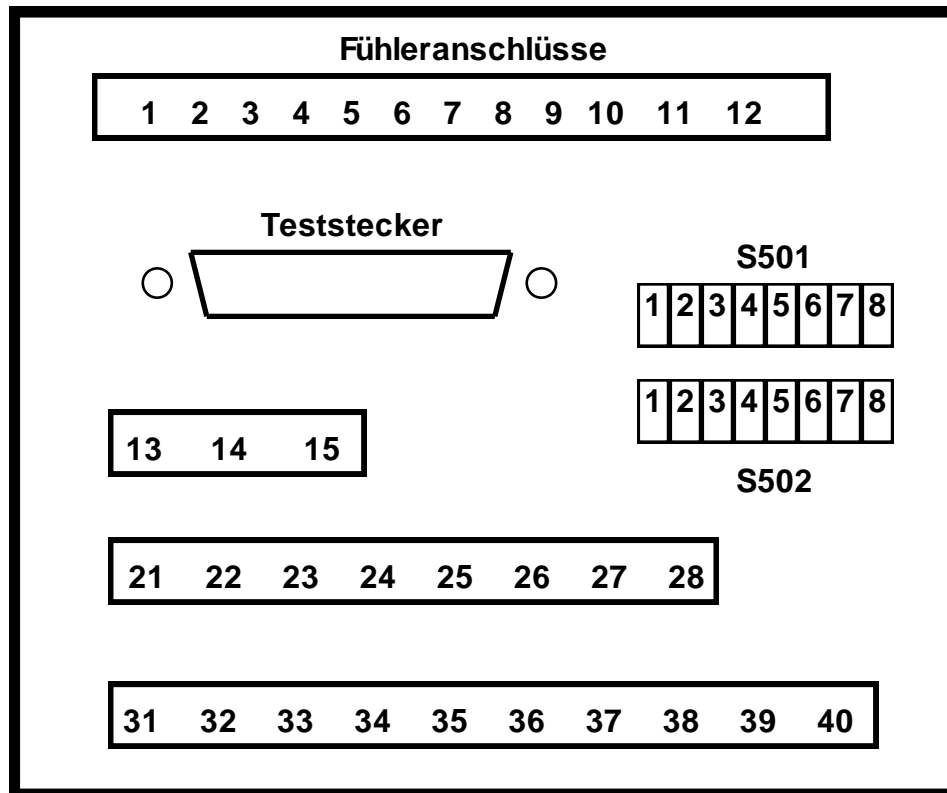 Fühleranschlüsse
1 2 3 4 5 6 7 8 9 10 11 12
Teststecker
S501
1 2 3 4 5 6 7 8
1 2 3 4 5 6 7 8
S502
13 14 15
21 22 23 24 25 26 27 28
31 32 33 34 35 36 37 38 39 40